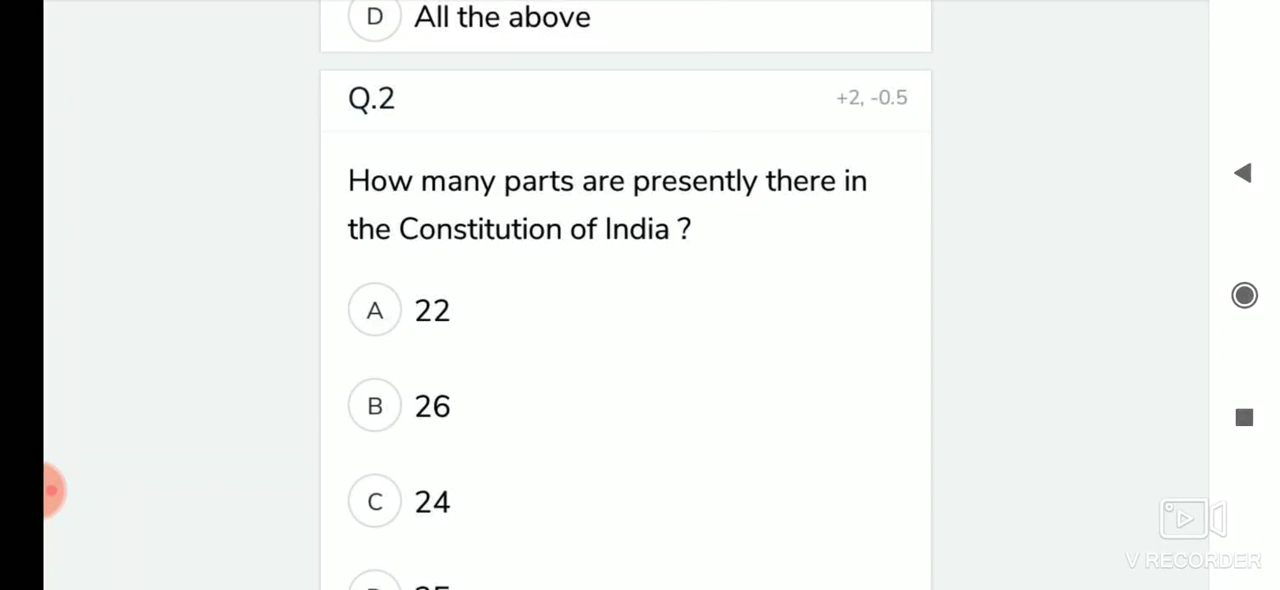 D All the above
Q.2 +2, -0.5
How many parts are presently there in
the Constitution of India ?
A 22
B 26
C 24
V RECORDER